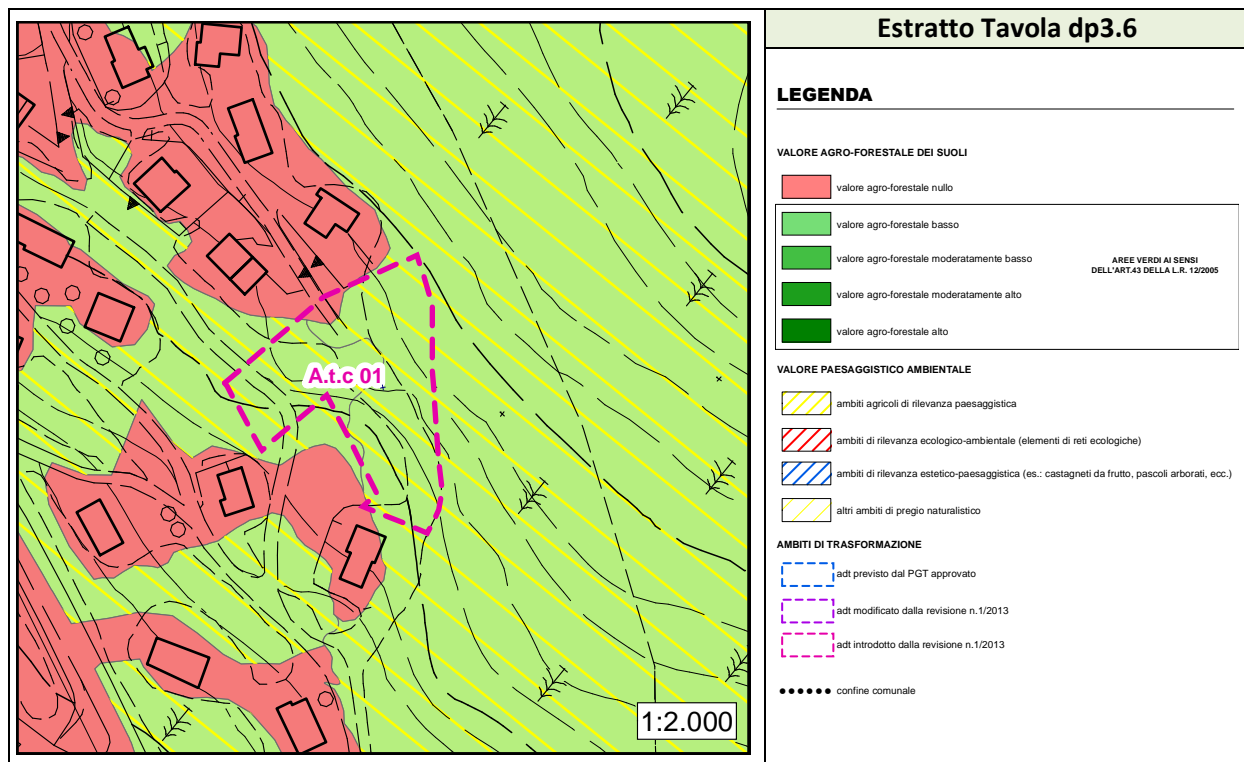 Estratto Tavola dp3.6
LEGENDA
VALORE AGRO-FORESTALE DEI SUOLI
valore agro-forestale nullo
valore agro-forestale basso
valore agro-forestale moderatamente basso
AREE VERDI AI SENSI
DELL'ART.43 DELLA L.R. 12/2005
valore agro-forestale moderatamente alto
valore agro-forestale alto
VALORE PAESAGGISTICO AMBIENTALE
ambiti agricoli di rilevanza paesaggistica
ambiti di rilevanza ecologico-ambientale (elementi di reti ecologiche)
ambiti di rilevanza estetico-paesaggistica (es.: castagneti da frutto, pascoli arborati, ecc.)
altri ambiti di pregio naturalistico
AMBITI DI TRASFORMAZIONE
adt previsto dal PGT approvato
adt modificato dalla revisione n.1/2013
adt introdotto dalla revisione n.1/2013
confine comunale
A.t.c 01
1:2.000